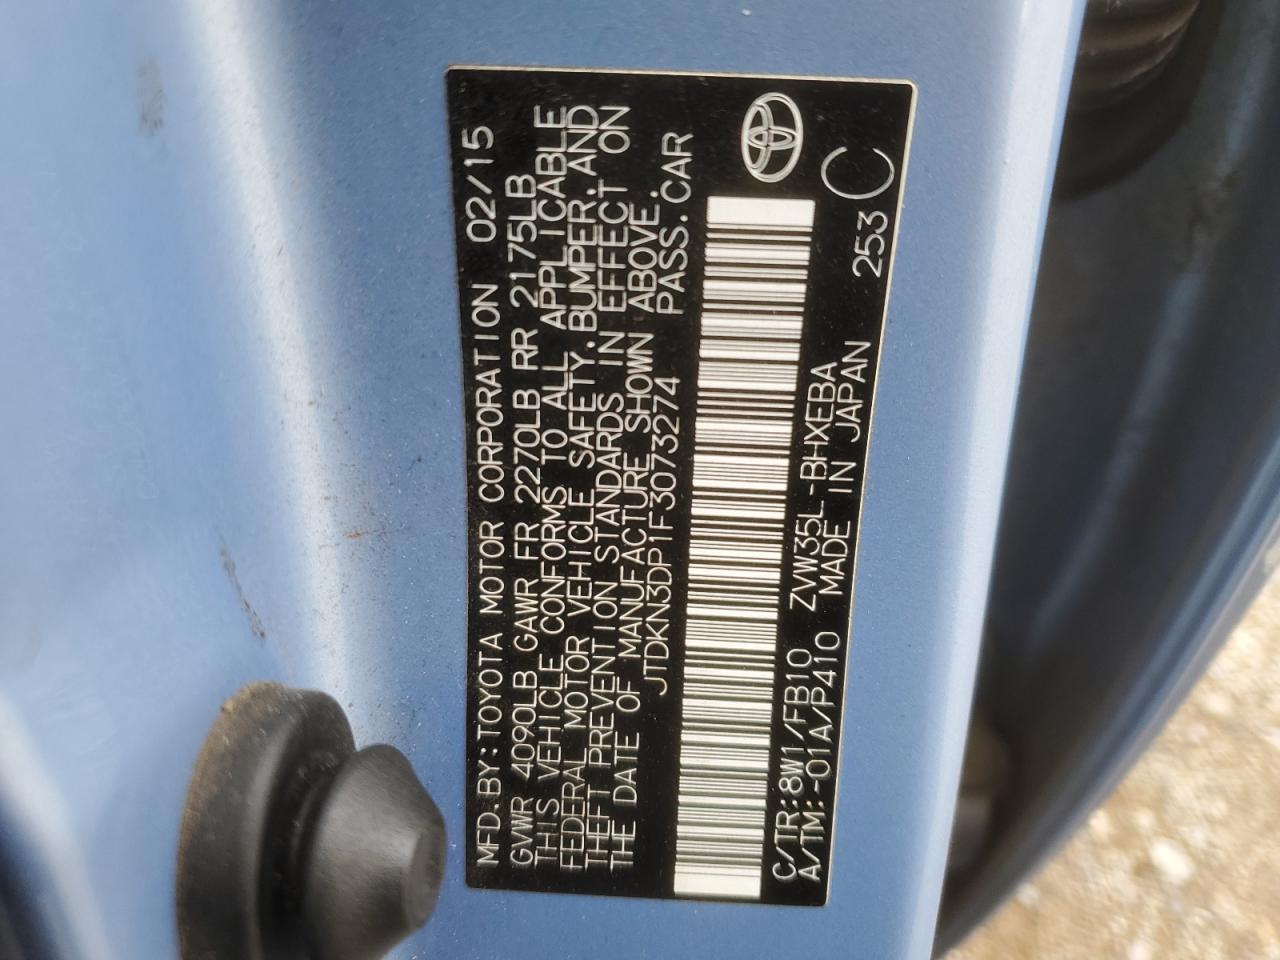 MFD.BY:TOYOTA MOTOR CORPORATION 02/15
GVWR 4090LB GAWR FR 2270LB RR 2175LB
THIS VEHICLE CONFORMS TO ALL APPLICABLE
FEDERAL MOTOR VEHICLE SAFETY,BUMPER,AND
THEFT PREVENTION STANDARDS IN EFFECT ON
THE DATE OF MANUFACTURE SHOWN ABOVE.
JTDKN3DP1F3073274 PASS.CAR
C/TR:8W1/FB10 ZVW35L-BHXEBA 253
A/TM:-01A/P410 MADE IN JAPAN C